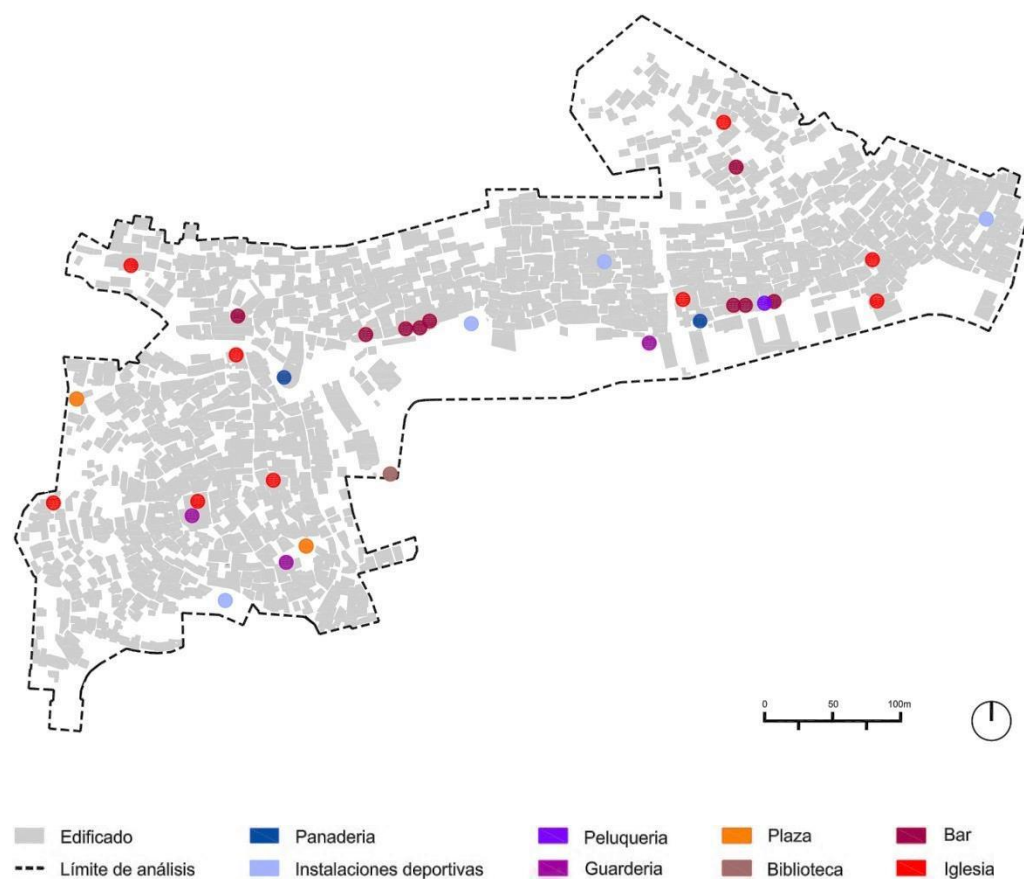 0 50 100m
Edificado Panaderia Peluqueria Plaza Bar
Límite de análisis Instalaciones deportivas Guarderia Biblioteca Iglesia